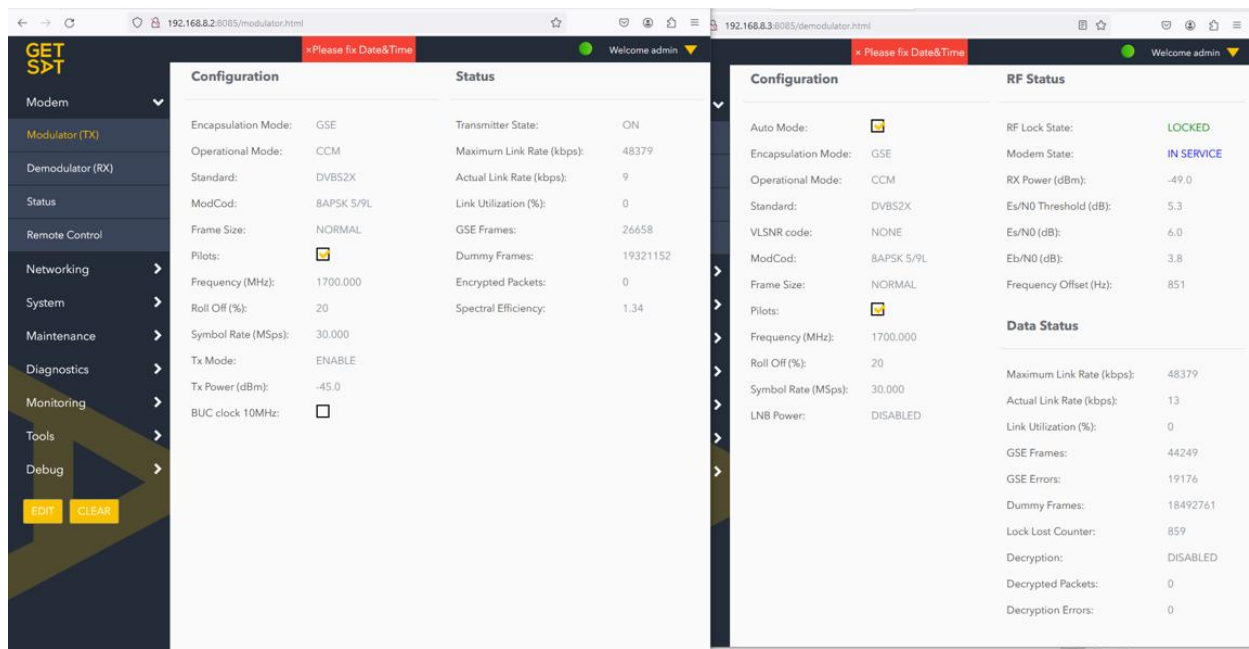 192.168.8.2:8085/modulator.html
GET
SAT
×Please fix Date&Time
Welcome admin
Modem
Modulator (TX)
Demodulator (RX)
Status
Remote Control
Networking
System
Maintenance
Diagnostics
Monitoring
Tools
Debug
EDIT CLEAR
Configuration
Encapsulation Mode: GSE
Operational Mode: CCM
Standard: DVBS2X
ModCod: 8APSK 5/9L
Frame Size: NORMAL
Pilots:
Frequency (MHz): 1700.000
Roll Off (%): 20
Symbol Rate (MSps): 30.000
Tx Mode: ENABLE
Tx Power (dBm): -45.0
BUC clock 10MHz:
Status
Transmitter State: ON
Maximum Link Rate (kbps): 48379
Actual Link Rate (kbps): 9
Link Utilization (%): 0
GSE Frames: 26658
Dummy Frames: 19321152
Encrypted Packets: 0
Spectral Efficiency: 1.34
192.168.8.3:8085/demodulator.html
× Please fix Date&Time
Welcome admin
Configuration
Auto Mode:
Encapsulation Mode: GSE
Operational Mode: CCM
Standard: DVBS2X
VLSNR code: NONE
ModCod: 8APSK 5/9L
Frame Size: NORMAL
Pilots:
Frequency (MHz): 1700.000
Roll Off (%): 20
Symbol Rate (MSps): 30.000
LNB Power: DISABLED
RF Status
RF Lock State: LOCKED
Modem State: IN SERVICE
RX Power (dBm): -49.0
Es/N0 Threshold (dB): 5.3
Es/N0 (dB): 6.0
Eb/N0 (dB): 3.8
Frequency Offset (Hz): 851
Data Status
Maximum Link Rate (kbps): 48379
Actual Link Rate (kbps): 13
Link Utilization (%): 0
GSE Frames: 44249
GSE Errors: 19176
Dummy Frames: 18492761
Lock Lost Counter: 859
Decryption: DISABLED
Decrypted Packets: 0
Decryption Errors: 0